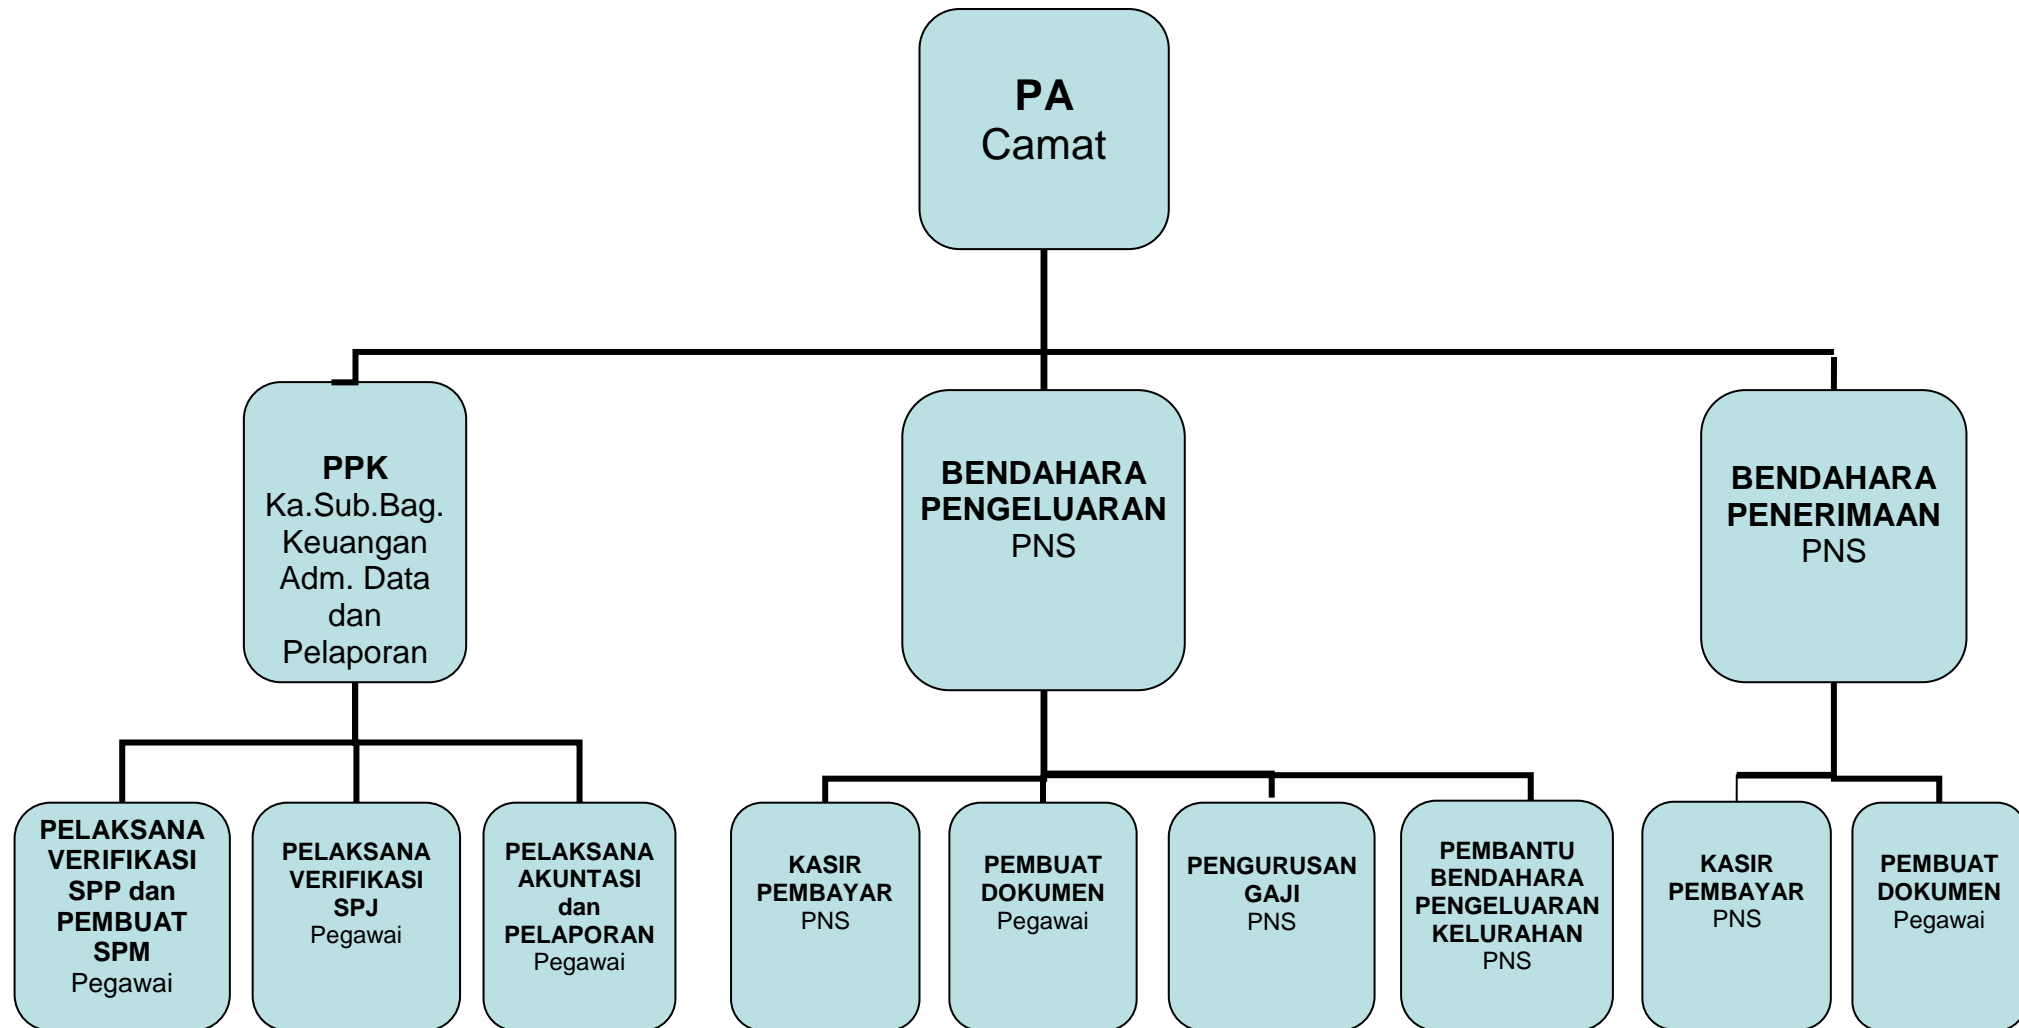 PA
Camat
PPK
Ka.Sub.Bag.
Keuangan
Adm. Data
dan
Pelaporan
BENDAHARA
PENGELUARAN
PNS
BENDAHARA
PENERIMAAN
PNS
PELAKSANA
VERIFIKASI
SPP dan
PEMBUAT
SPM
Pegawai
PELAKSANA
VERIFIKASI
SPJ
Pegawai
PELAKSANA
AKUNTASI
dan
PELAPORAN
Pegawai
KASIR
PEMBAYAR
PNS
PEMBUAT
DOKUMEN
Pegawai
PENGURUSAN
GAJI
PNS
PEMBANTU
BENDAHARA
PENGELUARAN
KELURAHAN
PNS
KASIR
PEMBAYAR
PNS
PEMBUAT
DOKUMEN
Pegawai